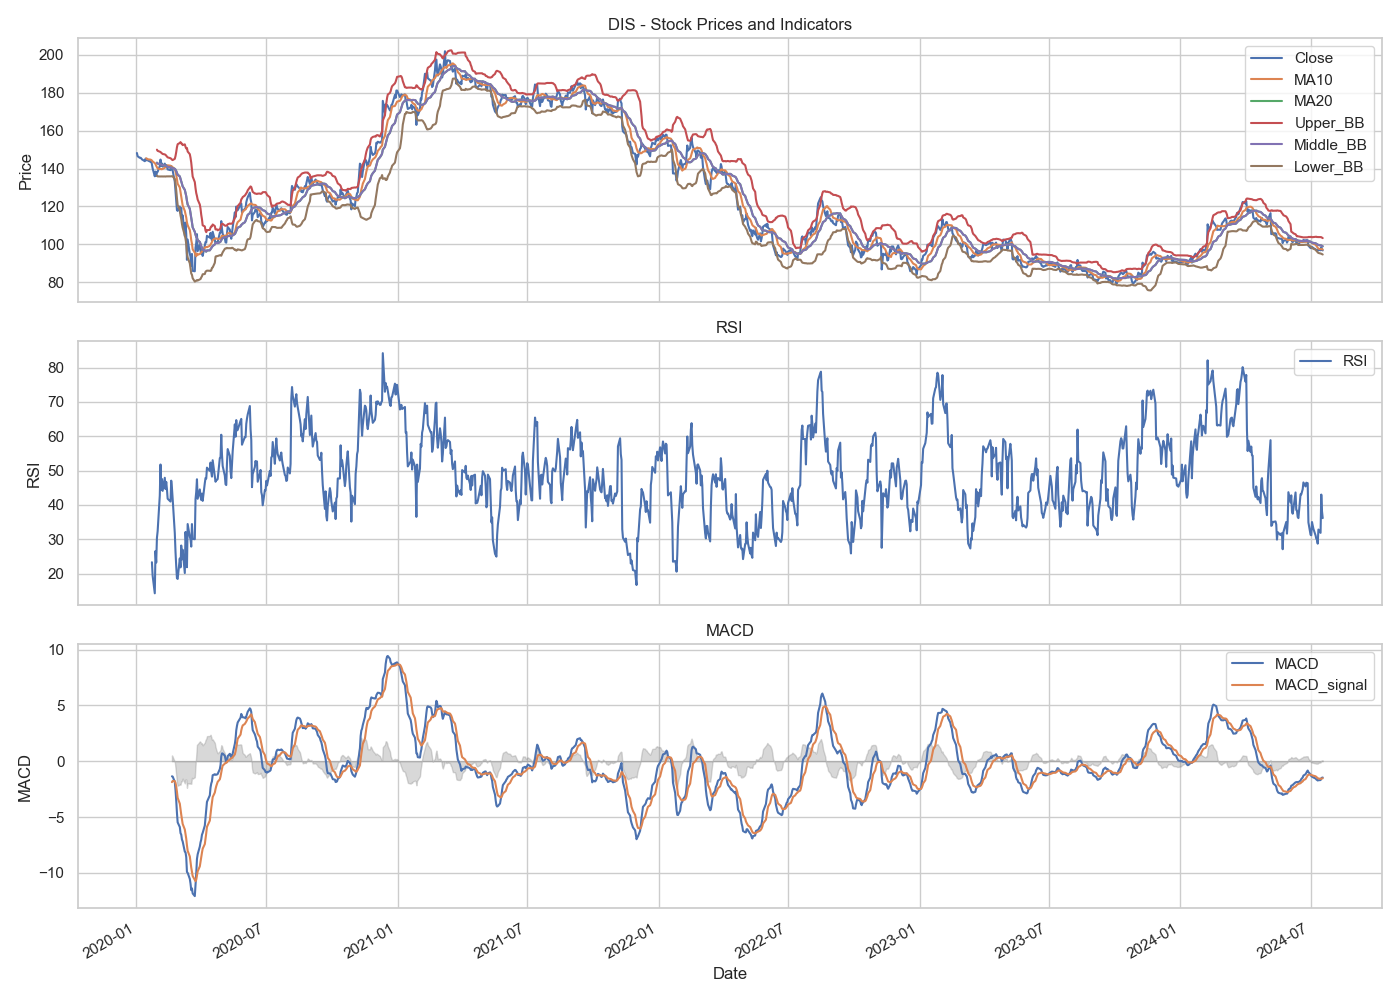 DIS - Stock Prices and Indicators
200
180
160
140
120
100
80
Price
Close
MA10
MA20
Upper_BB
Middle_BB
Lower_BB
RSI
80
70
60
50
40
30
20
RSI
RSI
MACD
10
5
0
−5
−10
MACD
MACD
MACD_signal
2020-01
2020-07
2021-01
2021-07
2022-01
2022-07
2023-01
2023-07
2024-01
2024-07
Date